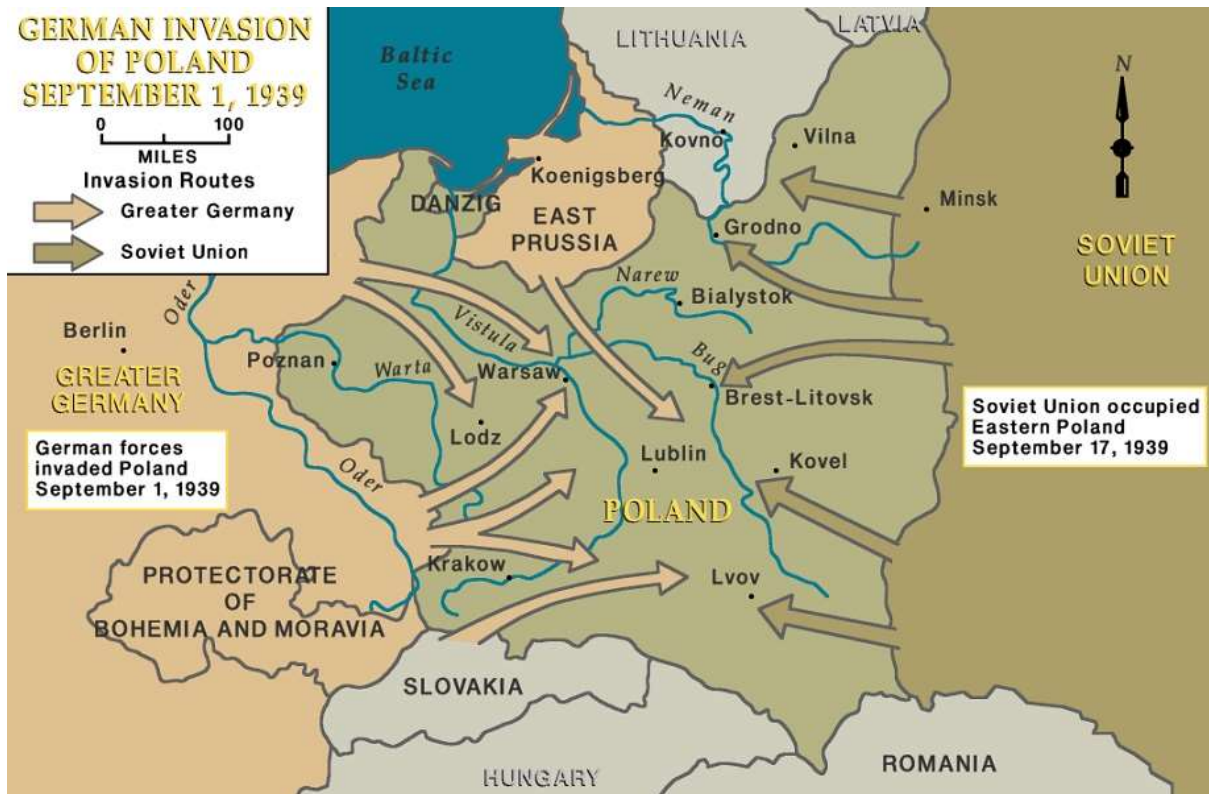 GERMAN INVASION
OF POLAND
SEPTEMBER 1, 1939
0 100
MILES
Invasion Routes
Greater Germany
Soviet Union
Baltic
Sea
LITHUANIA
LATVIA
N
Neman
Kovno
Vilna
Koenigsberg
Minsk
DANZIG
EAST
PRUSSIA
Grodno
SOVIET
UNION
Oder
Narew
Bialystok
Berlin
Vistula
Poznan
Warta
Warsaw
Bug
GREATER
GERMANY
Brest-Litovsk
Soviet Union occupied
Eastern Poland
September 17, 1939
Lodz
German forces
invaded Poland
September 1, 1939
Oder
Lublin
Kovel
POLAND
Krakow
Lvov
PROTECTORATE
OF
BOHEMIA AND MORAVIA
SLOVAKIA
HUNGARY
ROMANIA